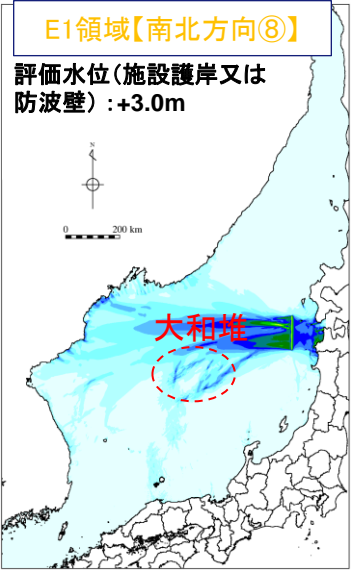 E1領域【南北方向⑧】
評価水位（施設護岸又は
防波壁）：+3.0m
N
0 200 km
大和堆